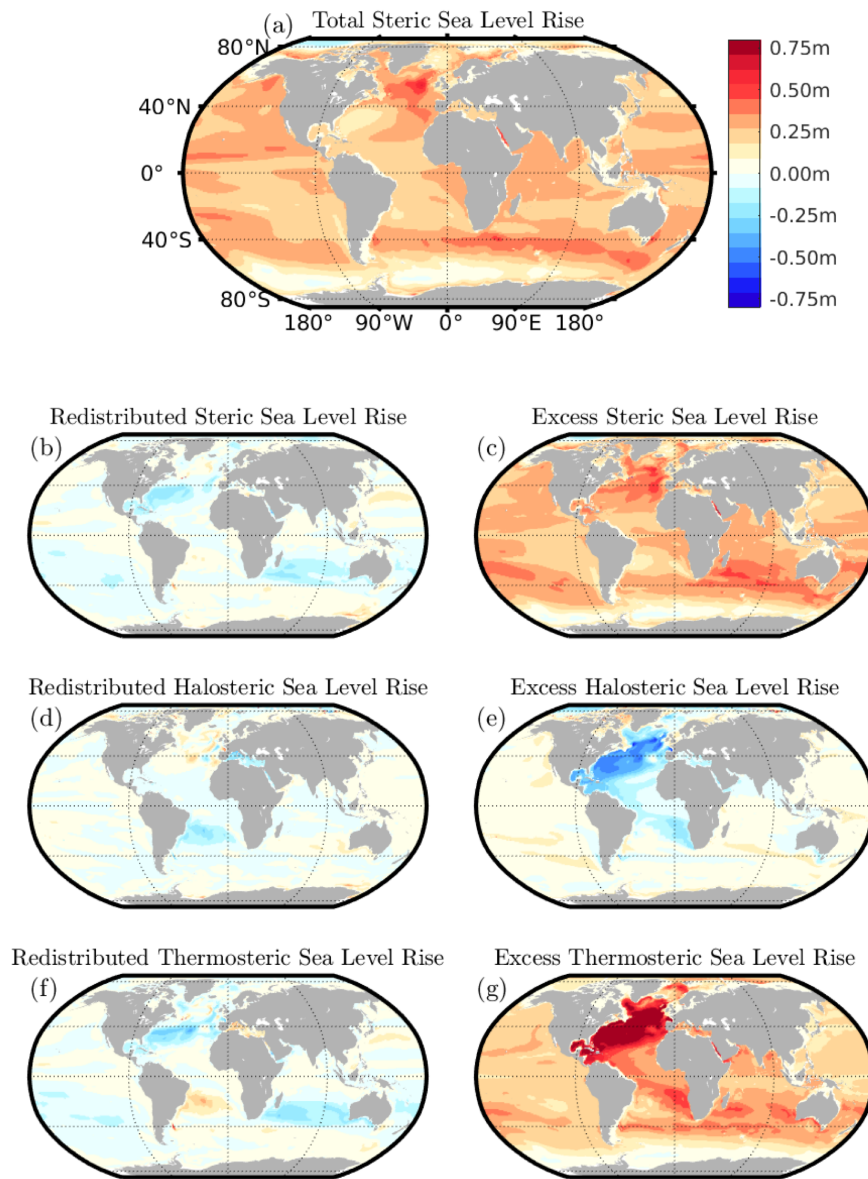 (a) Total Steric Sea Level Rise
80°N
40°N
0°
40°S
80°S
180° 90°W 0° 90°E 180°
0.75m
0.50m
0.25m
0.00m
-0.25m
-0.50m
-0.75m
Redistributed Steric Sea Level Rise
(b)
Excess Steric Sea Level Rise
(c)
Redistributed Halosteric Sea Level Rise
(d)
Excess Halosteric Sea Level Rise
(e)
Redistributed Thermosteric Sea Level Rise
(f)
Excess Thermosteric Sea Level Rise
(g)